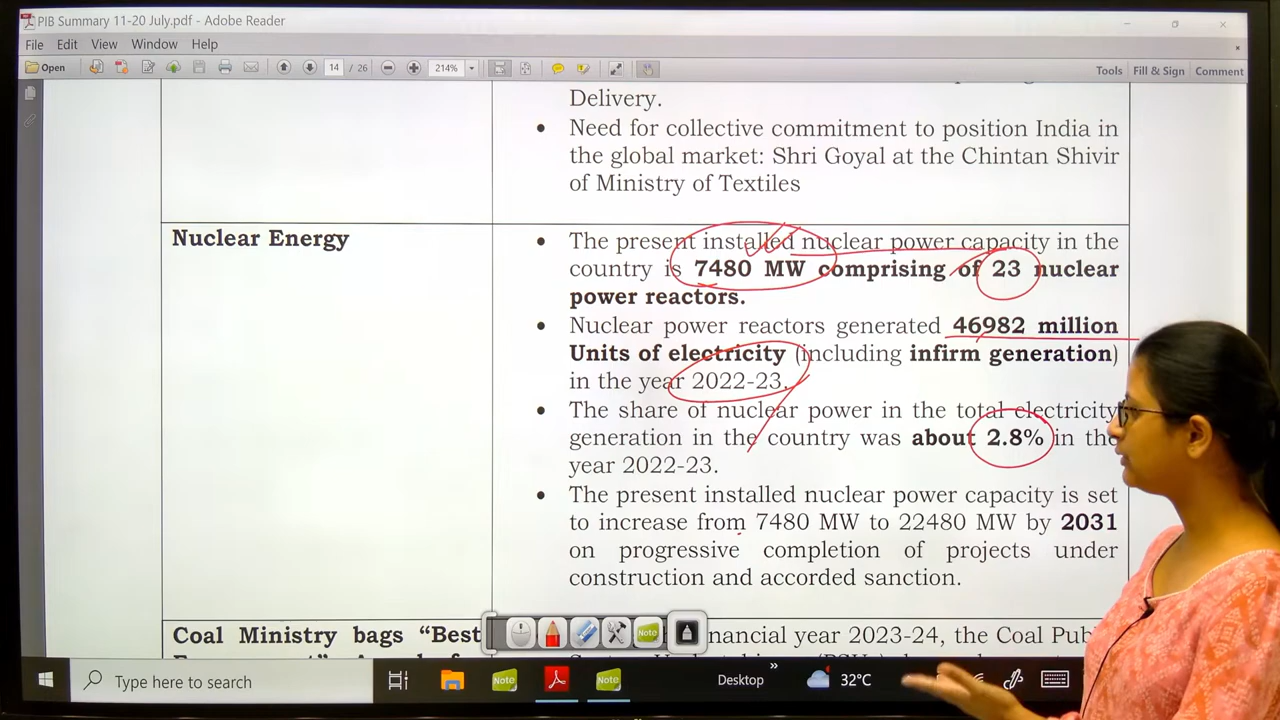 PIB Summary 11-20 July.pdf - Adobe Reader
File Edit View Window Help
Open 14 / 26 214% Tools Fill & Sign Comment
Delivery.
• Need for collective commitment to position India in
the global market: Shri Goyal at the Chintan Shivir
of Ministry of Textiles
Nuclear Energy
• The present installed nuclear power capacity in the
country is 7480 MW comprising of 23 nuclear
power reactors.
• Nuclear power reactors generated 46982 million
Units of electricity (including infirm generation)
in the year 2022-23.
• The share of nuclear power in the total electricity
generation in the country was about 2.8% in the
year 2022-23.
• The present installed nuclear power capacity is set
to increase from 7480 MW to 22480 MW by 2031
on progressive completion of projects under
construction and accorded sanction.
Coal Ministry bags “Best
nancial year 2023-24, the Coal
Note
Type here to search
Note
Note
Desktop
32°C